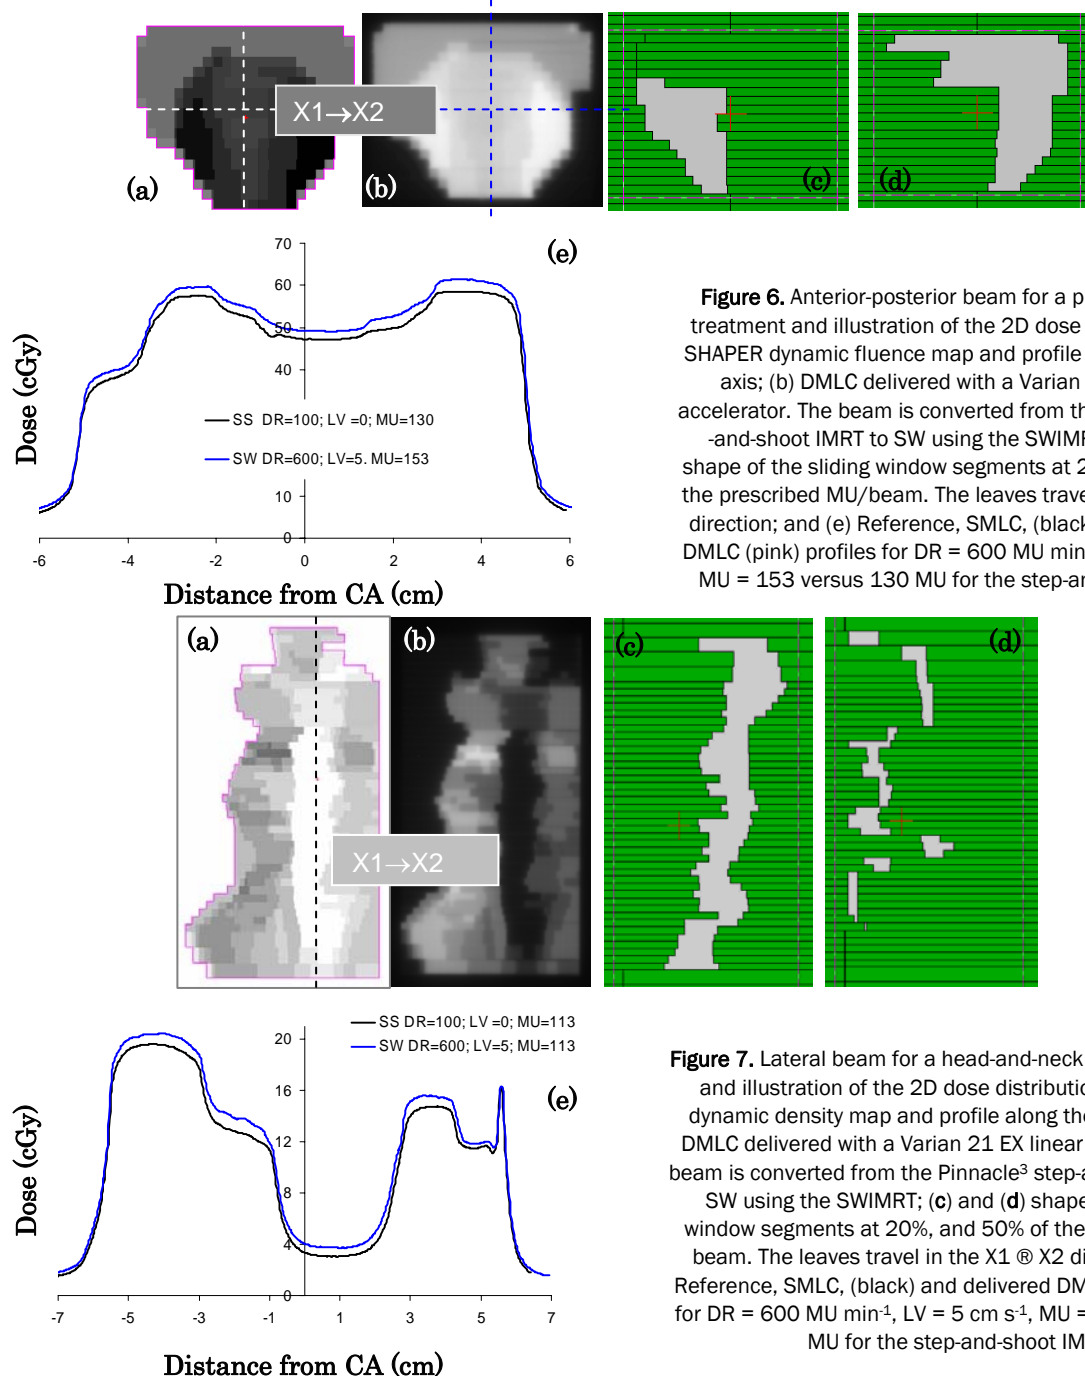 X1→X2
(a)
(b)
(c)
(d)
(e)
70
60
50
40
10
0
Dose (cGy)
SS DR=100; LV =0; MU=130
SW DR=600; LV=5. MU=153
-6
-4
-2
0
2
4
6
Distance from CA (cm)
Figure 6. Anterior-posterior beam for a p
treatment and illustration of the 2D dose
SHAPER dynamic fluence map and profile
axis; (b) DMLC delivered with a Varian
accelerator. The beam is converted from th
-and-shoot IMRT to SW using the SWIMR
shape of the sliding window segments at 2
the prescribed MU/beam. The leaves trave
direction; and (e) Reference, SMLC, (black
DMLC (pink) profiles for DR = 600 MU min
MU = 153 versus 130 MU for the step-an
(a)
(b)
(c)
(d)
X1→X2
SS DR=100; LV =0; MU=113
SW DR=600; LV=5; MU=113
(e)
20
16
12
8
4
0
Dose (cGy)
-7
-5
-3
-1
1
3
5
7
Distance from CA (cm)
Figure 7. Lateral beam for a head-and-neck
and illustration of the 2D dose distributio
dynamic density map and profile along the
DMLC delivered with a Varian 21 EX linear
beam is converted from the Pinnacle³ step-a
SW using the SWIMRT; (c) and (d) shape
window segments at 20%, and 50% of the
beam. The leaves travel in the X1 ® X2 di
Reference, SMLC, (black) and delivered DM
for DR = 600 MU min⁻¹, LV = 5 cm s⁻¹, MU =
MU for the step-and-shoot IM